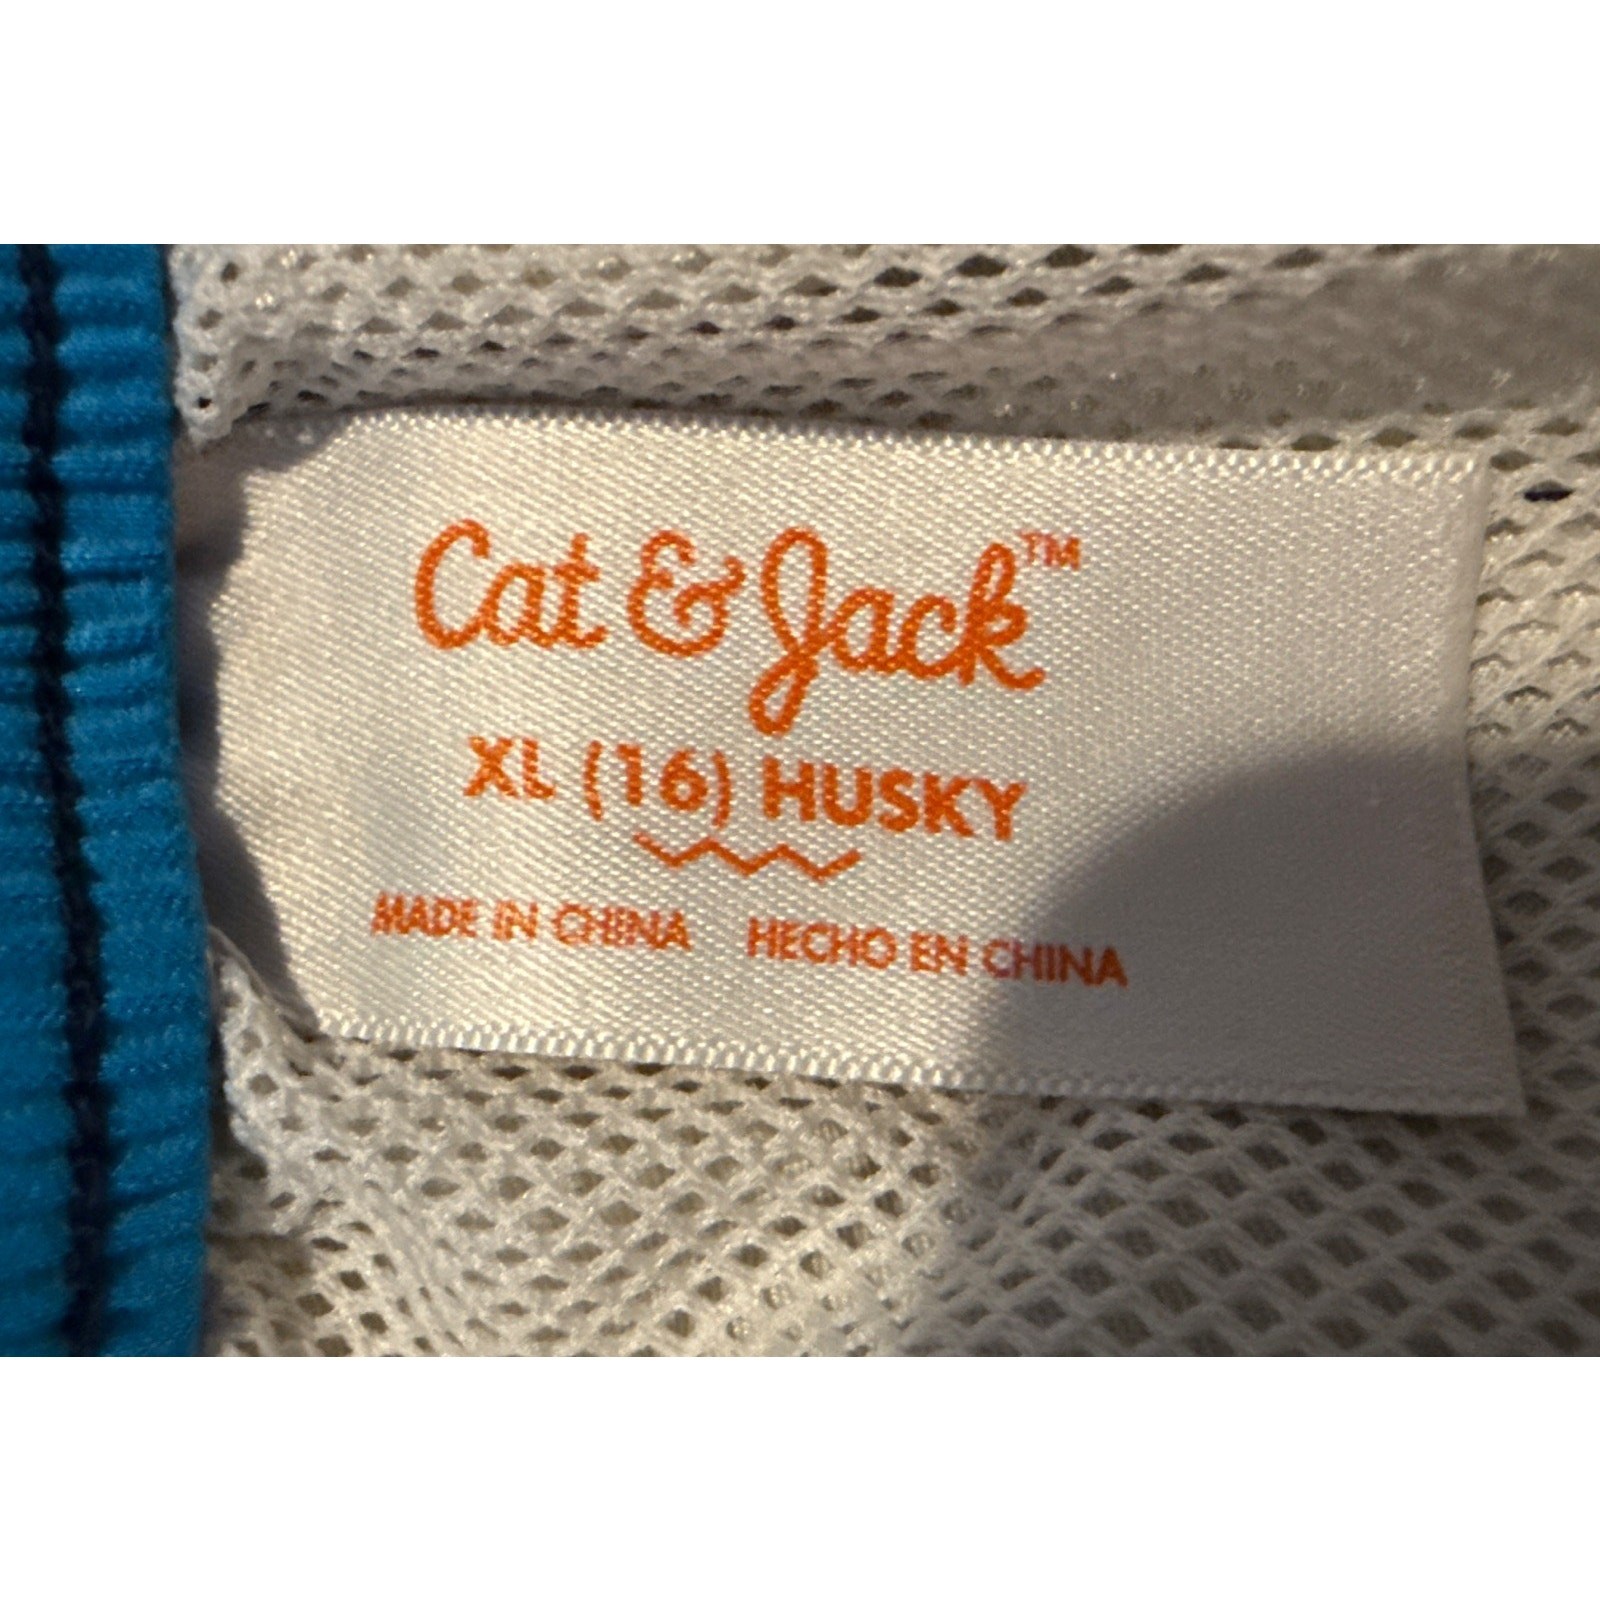 Cat & Jack™
XL (16) HUSKY
MADE IN CHINA HECHO EN CHINA